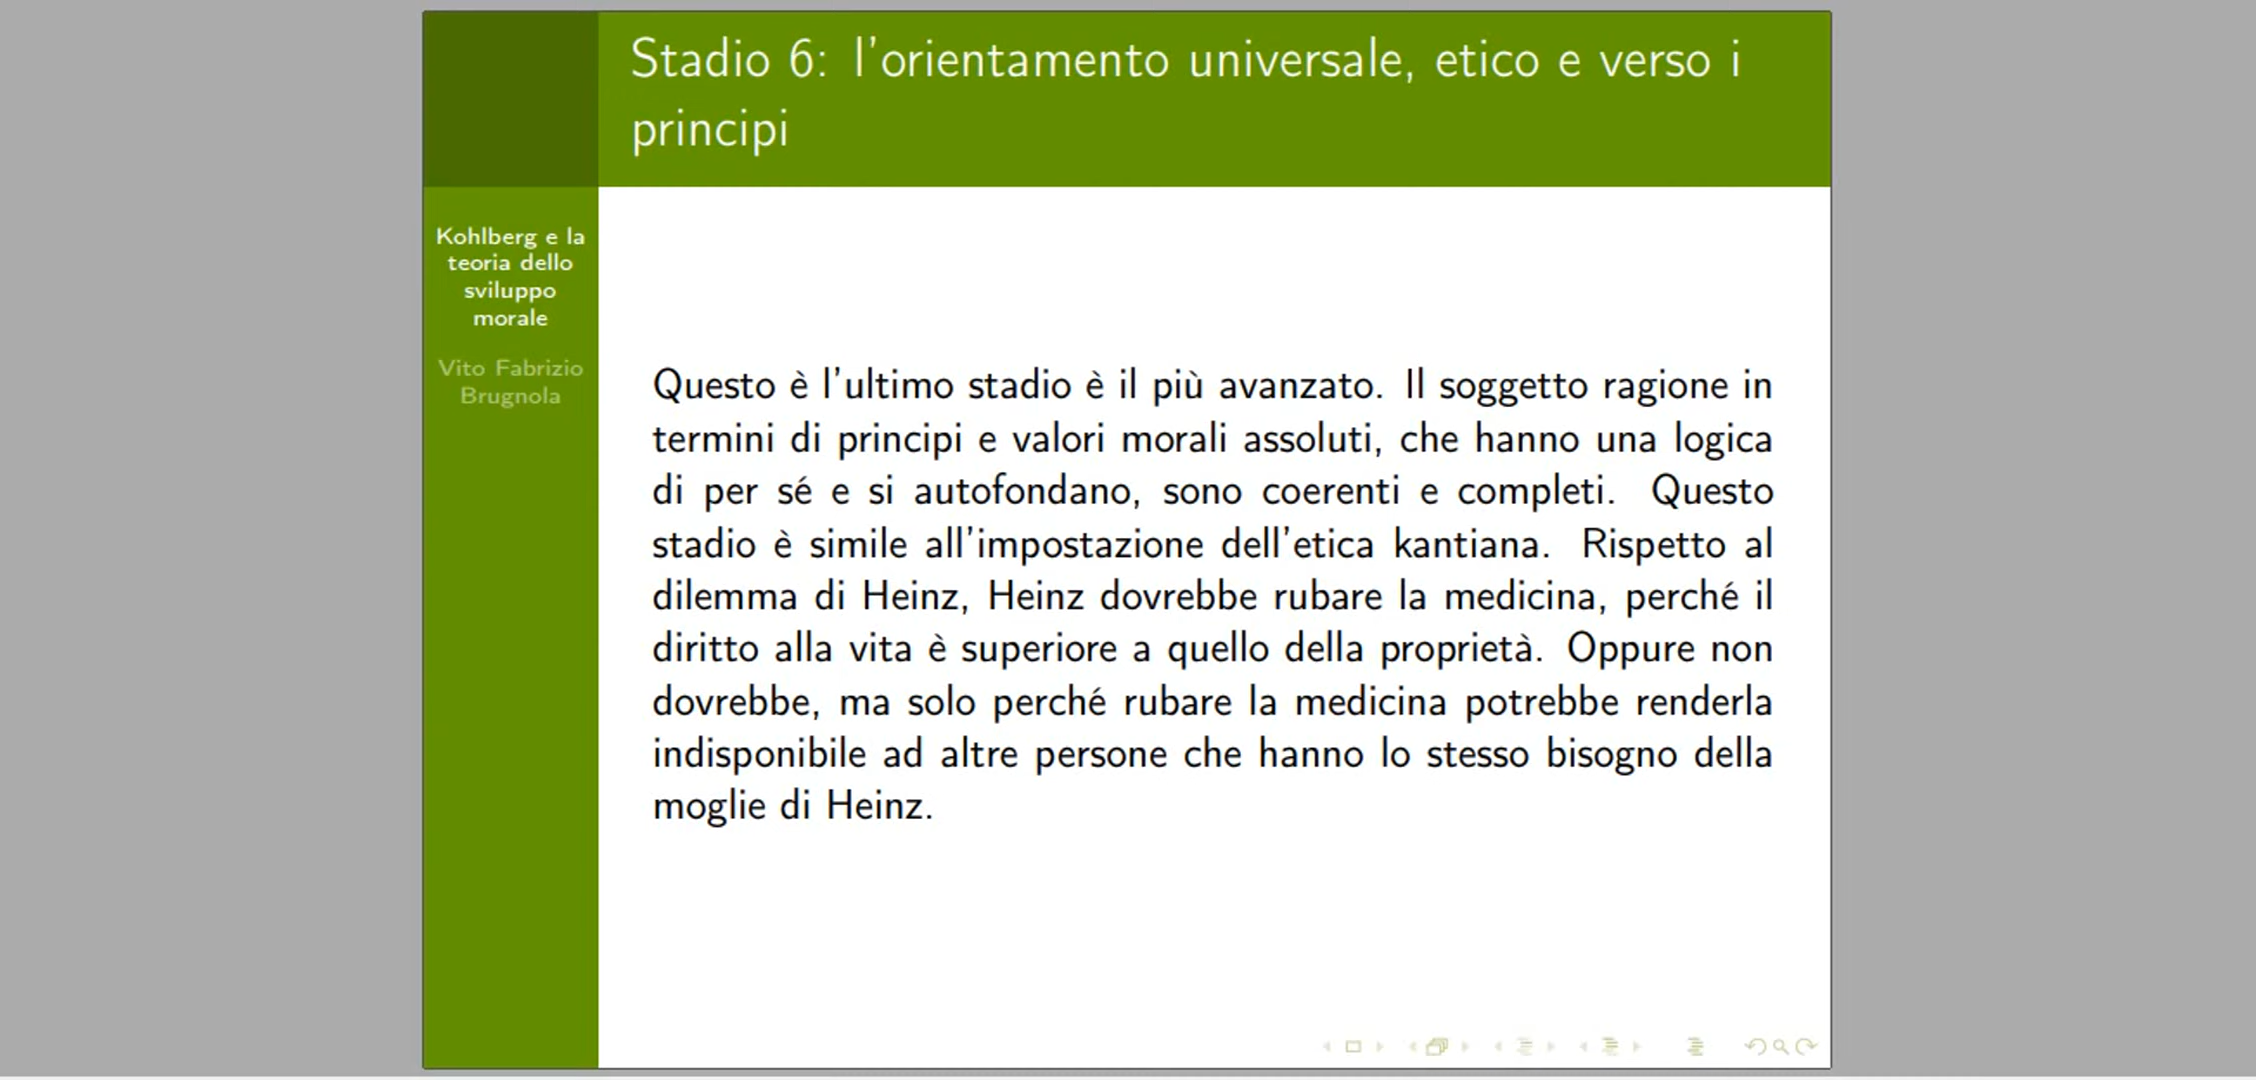 Stadio 6: l'orientamento universale, etico e verso i
principi
Kohlberg e la
teoria dello
sviluppo
morale
Vito Fabrizio
Brugnola
Questo è l'ultimo stadio è il più avanzato. Il soggetto ragione in
termini di principi e valori morali assoluti, che hanno una logica
di per sé e si autofondano, sono coerenti e completi. Questo
stadio è simile all'impostazione dell'etica kantiana. Rispetto al
dilemma di Heinz, Heinz dovrebbe rubare la medicina, perché il
diritto alla vita è superiore a quello della proprietà. Oppure non
dovrebbe, ma solo perché rubare la medicina potrebbe renderla
indisponibile ad altre persone che hanno lo stesso bisogno della
moglie di Heinz.